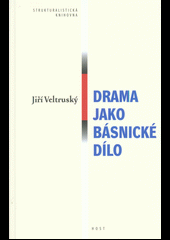 STRUKTURALISTICKÁ
KNIHOVNA
Jiří Veltruský
DRAMA
JAKO
BÁSNICKÉ
DÍLO
HOST